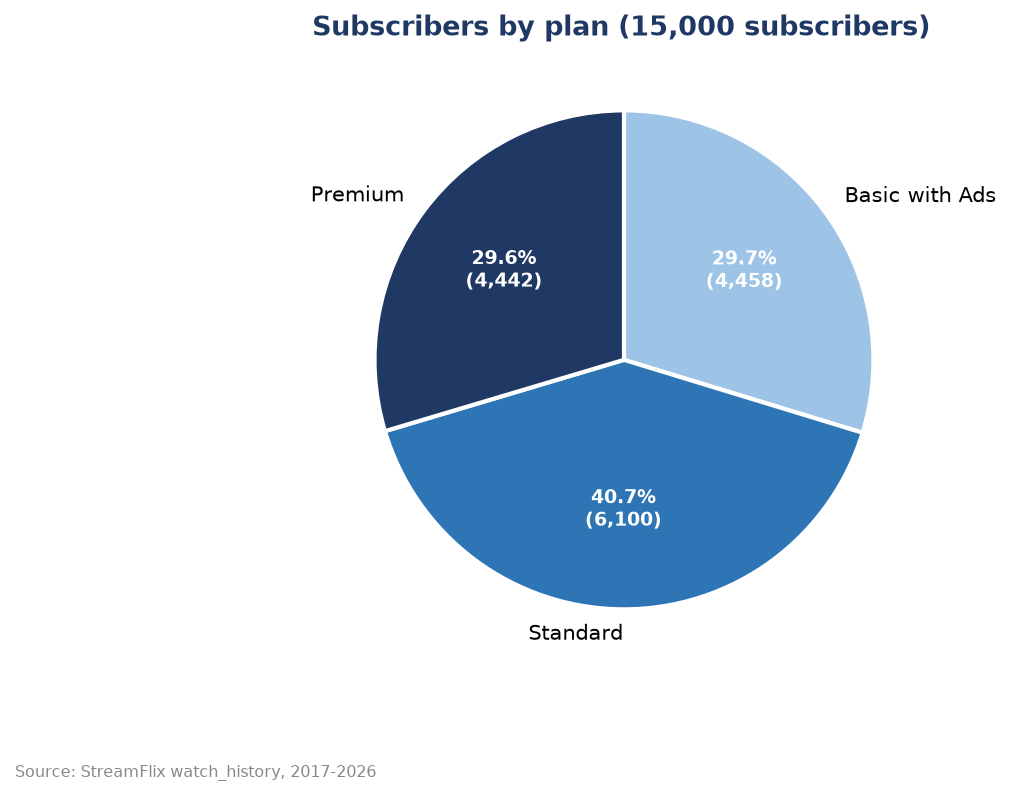 Subscribers by plan (15,000 subscribers)
Premium
Basic with Ads
29.6%
(4,442)
29.7%
(4,458)
40.7%
(6,100)
Standard
Source: StreamFlix watch_history, 2017-2026